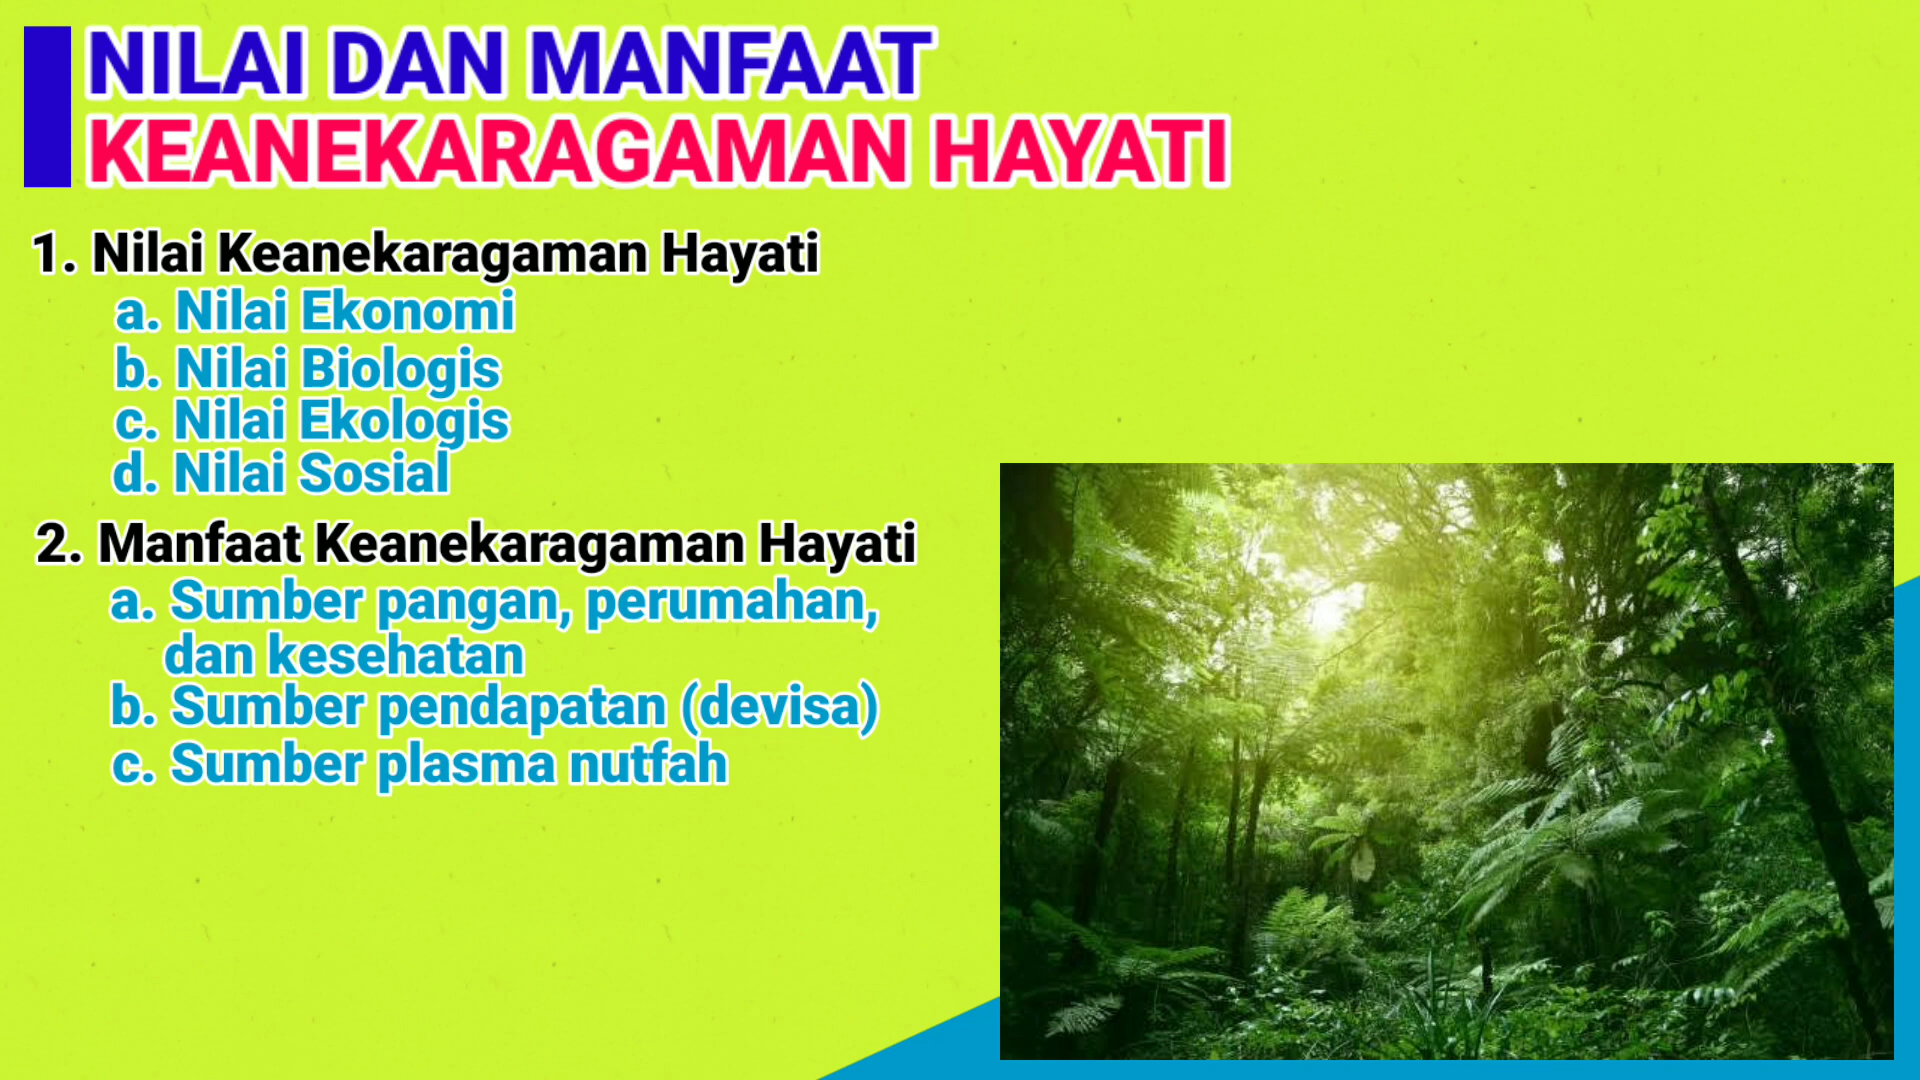 NILAI DAN MANFAAT
KEANEKARAGAMAN HAYATI
1. Nilai Keanekaragaman Hayati
a. Nilai Ekonomi
b. Nilai Biologis
c. Nilai Ekologis
d. Nilai Sosial
2. Manfaat Keanekaragaman Hayati
a. Sumber pangan, perumahan,
dan kesehatan
b. Sumber pendapatan (devisa)
c. Sumber plasma nutfah